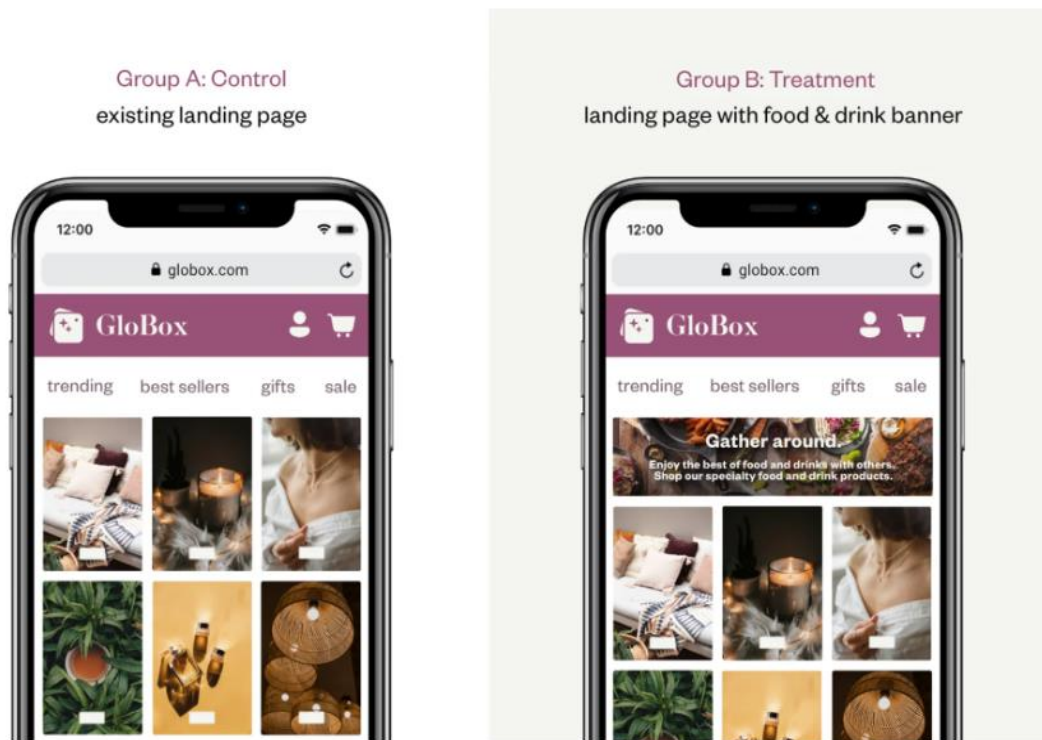 Group A: Control
existing landing page
12:00
globox.com
GloBox
trending best sellers gifts sale
Group B: Treatment
landing page with food & drink banner
12:00
globox.com
GloBox
trending best sellers gifts sale
Gather around.
Enjoy the best of food and drinks with others.
Shop our specialty food and drink products.